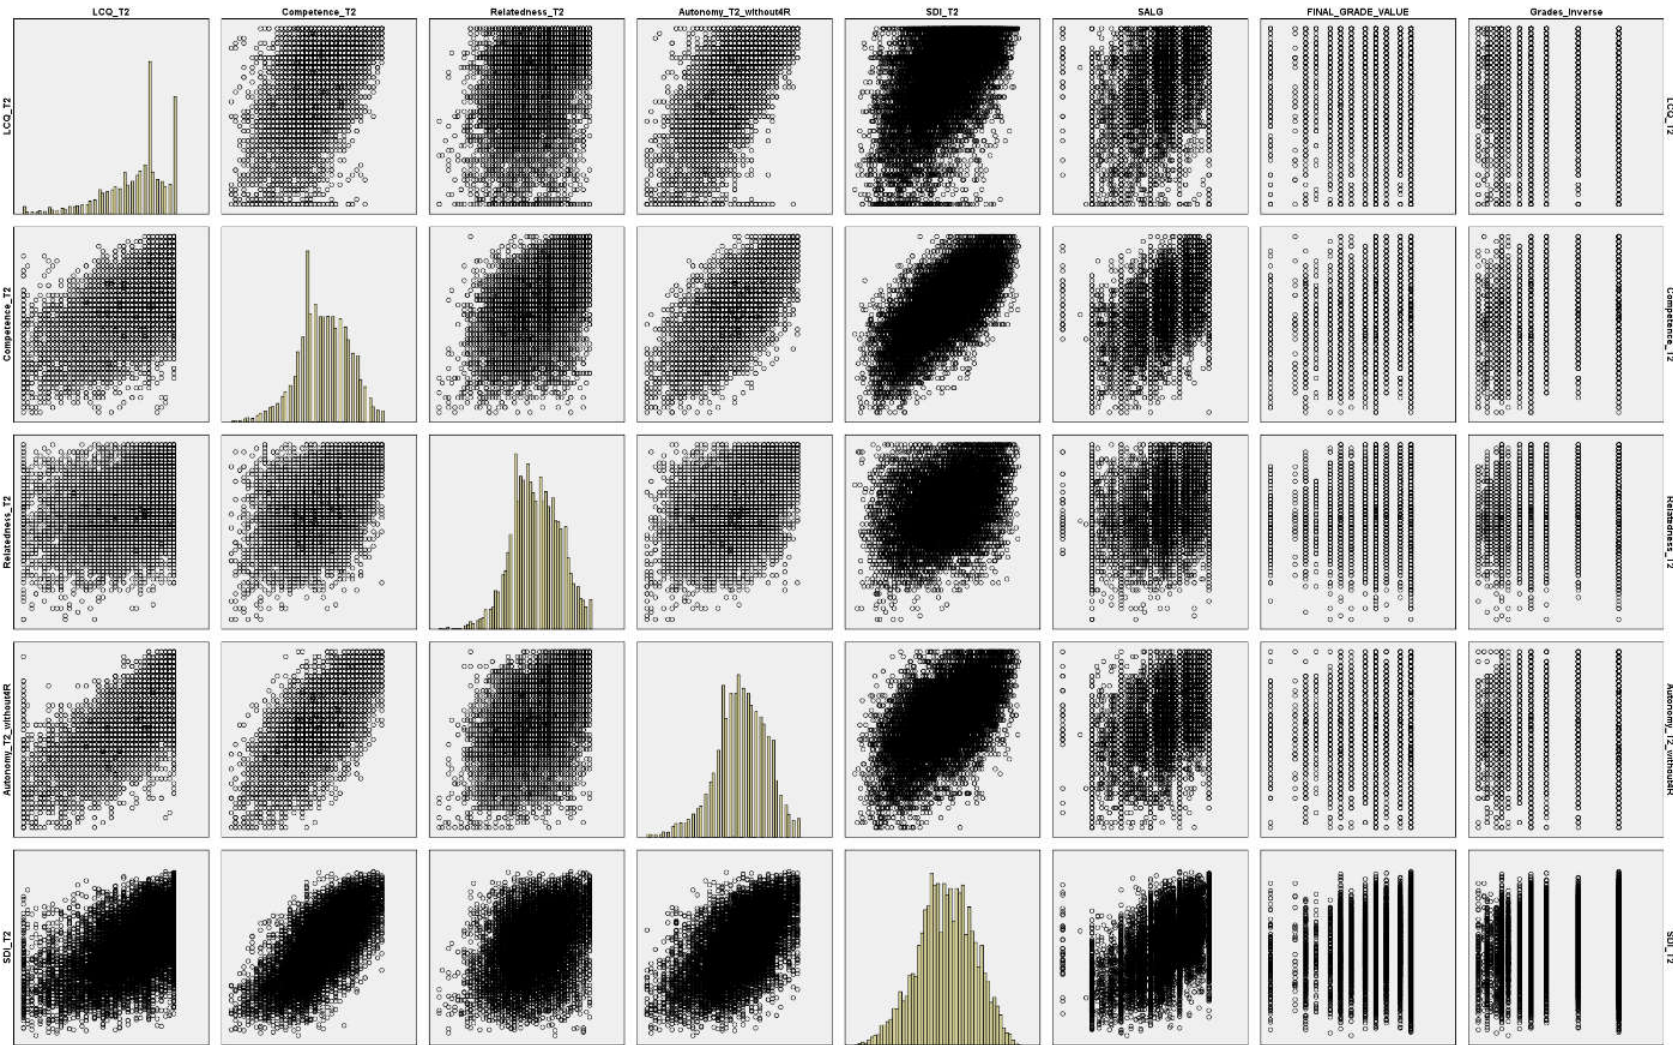 LCQ_T2 Competence_T2 Relatedness_T2 Autonomy_T2_without4R SDI_T2 SALG FINAL_GRADE_VALUE Grades_Inverse
LCQ_T2 LCQ_T2
Competence_T2 Competence_T2
Relatedness_T2 Relatedness_T2
Autonomy_T2_without4R Autonomy_T2_without4R
SDI_T2 SDI_T2